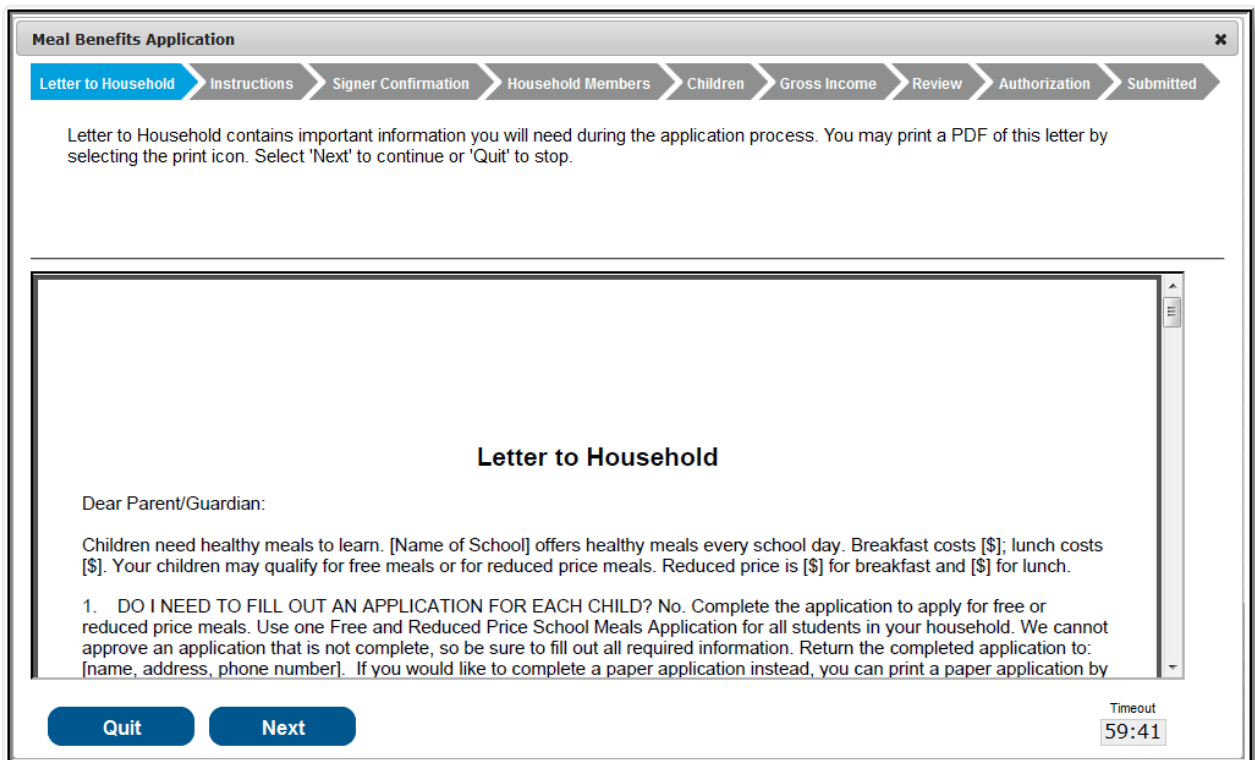 Meal Benefits Application
Letter to Household
Instructions
Signer Confirmation
Household Members
Children
Gross Income
Review
Authorization
Submitted
Letter to Household contains important information you will need during the application process. You may print a PDF of this letter by
selecting the print icon. Select 'Next' to continue or 'Quit' to stop.
Letter to Household
Dear Parent/Guardian:
Children need healthy meals to learn. [Name of School] offers healthy meals every school day. Breakfast costs [$]; lunch costs
[$]. Your children may qualify for free meals or for reduced price meals. Reduced price is [$] for breakfast and [$] for lunch.
1. DO I NEED TO FILL OUT AN APPLICATION FOR EACH CHILD? No. Complete the application to apply for free or
reduced price meals. Use one Free and Reduced Price School Meals Application for all students in your household. We cannot
approve an application that is not complete, so be sure to fill out all required information. Return the completed application to:
[name, address, phone number]. If you would like to complete a paper application instead, you can print a paper application by
Quit
Next
Timeout
59:41